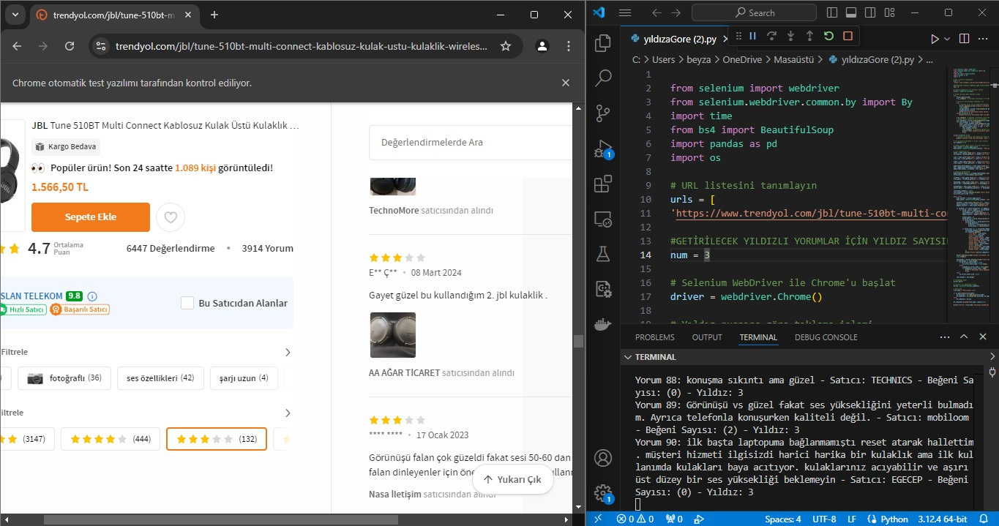 trendyol.com/jbl/tune-510bt-m
trendyol.com/jbl/tune-510bt-multi-connect-kablosuz-kulak-ustu-kulaklik-wireles...
Chrome otomatik test yazılımı tarafından kontrol ediliyor.
JBL Tune 510BT Multi Connect Kablosuz Kulak Üstü Kulaklık ...
Kargo Bedava
Popüler ürün! Son 24 saatte 1.089 kişi görüntüledi!
1.566,50 TL
Sepete Ekle
4.7 Ortalama
Puan
6447 Değerlendirme • 3914 Yorum
SLAN TELEKOM 9.8
Hızlı Satıcı Başarılı Satıcı
Bu Satıcıdan Alanlar
Filtrele
fotoğraflı (36) ses özellikleri (42) şarjı uzun (4)
iltrele
(3147) (444) (132)
Değerlendirmelerde Ara
TechnoMore satıcısından alındı
E** Ç** • 08 Mart 2024
Gayet güzel bu kullandığım 2. jbl kulaklik .
AA AĞAR TİCARET satıcısından alındı
**** **** • 17 Ocak 2023
Görünüşü falan çok güzeldi fakat sesi 50-60 dan
falan dinleyenler için
Nasa İletişim satıcısından alındı
Yukarı Çık
Search
yıldızaGore (2).py
C: > Users > beyza > OneDrive > Masaüstü > yıldızaGore (2).py > ...
1
2 from selenium import webdriver
3 from selenium.webdriver.common.by import By
4 import time
5 from bs4 import BeautifulSoup
6 import pandas as pd
7 import os
8
9 # URL listesini tanımlayın
10 urls = [
11 'https://www.trendyol.com/jbl/tune-510bt-multi-co
12
13 #GETİRİLECEK YILDIZLI YORUMLAR İÇİN YILDIZ SAYISI
14 num = 3
15
16 # Selenium WebDriver ile Chrome'u başlat
17 driver = webdriver.Chrome()
18
PROBLEMS OUTPUT TERMINAL DEBUG CONSOLE ...
TERMINAL
Yorum 88: konuşma sıkıntı ama güzel - Satıcı: TECHNICS - Beğeni Sa
yısı: (0) - Yıldız: 3
Yorum 89: Görünüşü vs güzel fakat ses yüksekliğini yeterli bulmadı
m. Ayrıca telefonla konuşurken kaliteli değil. - Satıcı: mobiloom
- Beğeni Sayısı: (2) - Yıldız: 3
Yorum 90: ilk başta laptopuma bağlanmamıştı reset atarak hallettim
. müşteri hizmeti ilgisizdi harici harika bir kulaklık ama ilk kul
lanımda kulakları baya acıtıyor. kulaklarınız acıyabilir ve aşırı
üst düzey bir ses yüksekliği beklemeyin - Satıcı: EGECEP - Beğeni
Sayısı: (0) - Yıldız: 3
1
1
0 0 0 Spaces: 4 UTF-8 LF Python 3.12.4 64-bit